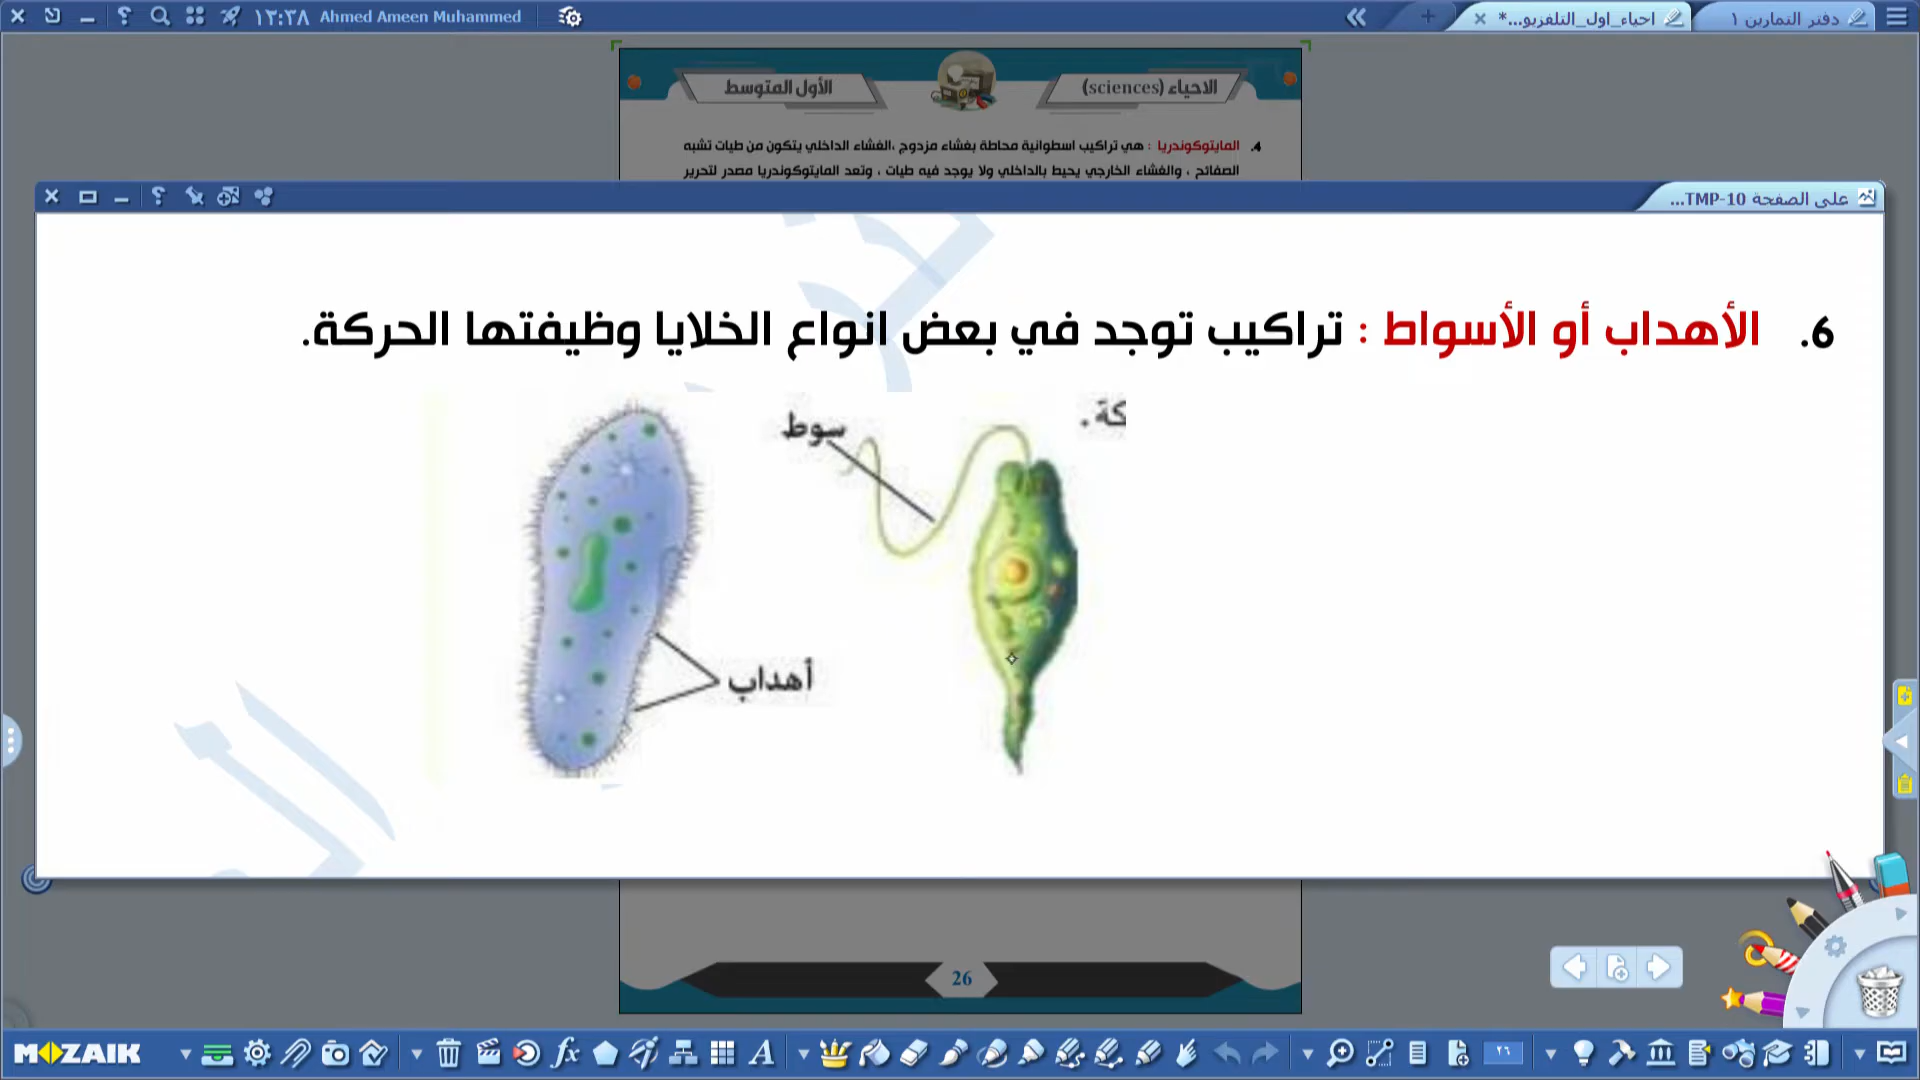 ١٢:٣٨ Ahmed Ameen Muhammed
احياء_اول_التلفزيو...*
دفتر التمارين ١
الأول المتوسط
الاحياء (sciences)
4. المايتوكوندريا : هي تراكيب اسطوانية محاطة بغشاء مزدوج ،الغشاء الداخلي يتكون من طيات تشبه
الصفائح ، والغشاء الخارجي يحيط بالداخلي ولا يوجد فيه طيات ، وتعد المايتوكوندريا مصدر لتحرير
على الصفحة TMP-10...
6. الأهداب أو الأسواط : تراكيب توجد في بعض انواع الخلايا وظيفتها الحركة.
كة .
سوط
أهداب
26
MOZAIK
٢٦